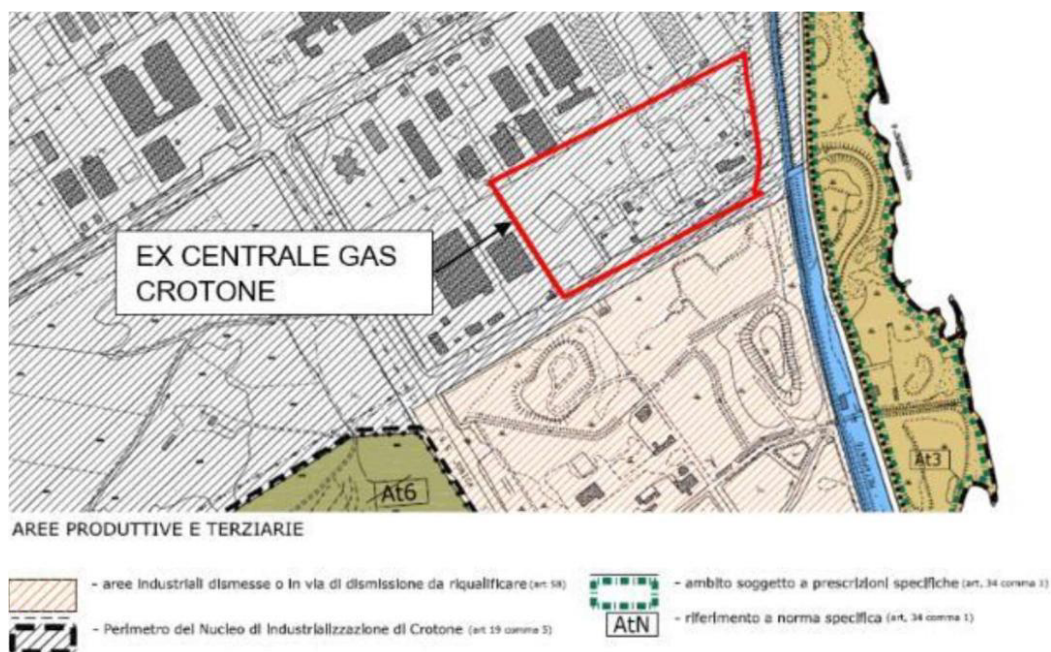 EX CENTRALE GAS
CROTONE
At3
At6
AREE PRODUTTIVE E TERZIARIE
- aree industriali dismesse o in via di dismissione da riqualificare (art 58)
- Perimetro del Nucleo di Industrializzazione di Crotone (art 19 comma 5)
- ambito soggetto a prescrizioni specifiche (art. 34 comma 1)
AtN - riferimento a norma specifica (art. 34 comma 1)